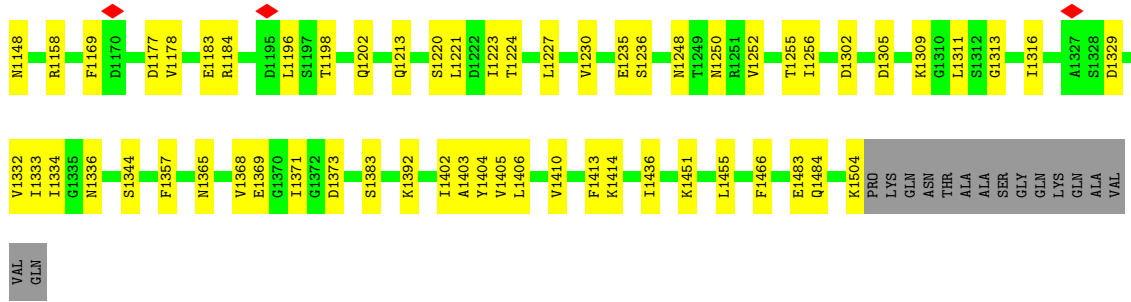 N1148 R1158 F1169 D1170 D1177 V1178 E1183 R1184 D1195 L1196 S1197 T1198 Q1202 Q1213 S1220 L1221 D1222 I1223 T1224 L1227 V1230 E1235 S1236 N1248 T1249 N1250 R1251 V1252 T1255 I1256 D1302 D1305 K1309 G1310 L1311 S1312 G1313 I1316 A1327 S1328 D1329
V1332 I1333 I1334 G1335 N1336 S1344 F1357 N1365 V1368 E1369 G1370 I1371 G1372 D1373 S1383 K1392 I1402 A1403 Y1404 V1405 L1406 V1410 F1413 K1414 I1436 K1451 L1455 F1466 E1483 Q1484 K1504 PRO LYS GLN ASN THR ALA ALA SER GLY GLN LYS GLN ALA VAL
VAL GLN